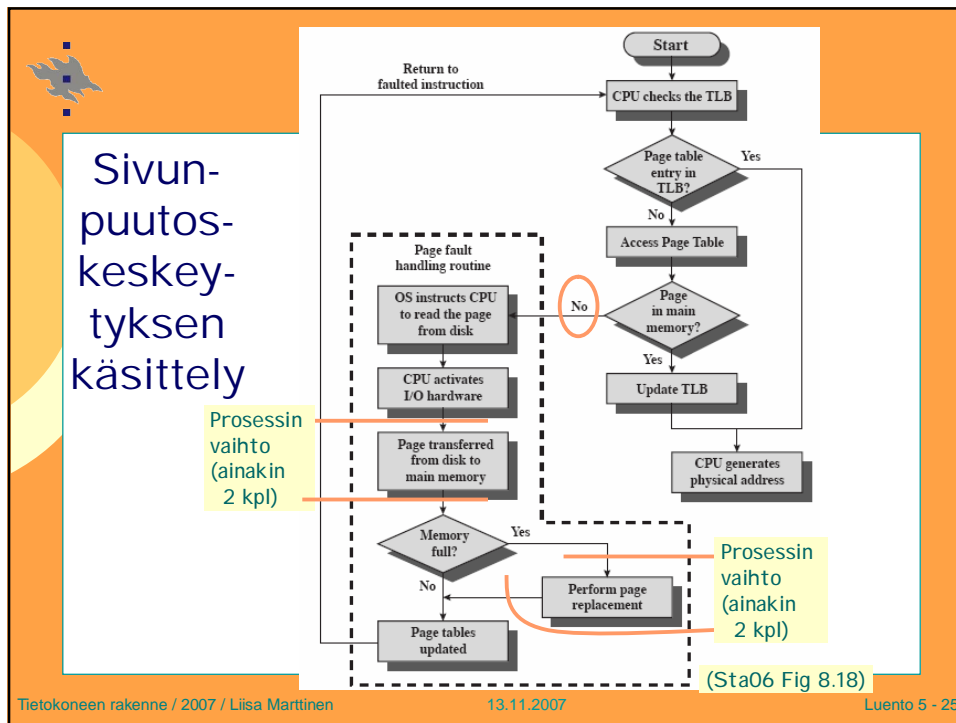 Sivun-
puutos-
keskey-
tyksen
käsittely
Start
Return to
faulted instruction
CPU checks the TLB
Page table
entry in
TLB?
Yes
No
Access Page Table
Page fault
handling routine
OS instructs CPU
to read the page
from disk
No
Page
in main
memory?
Yes
CPU activates
I/O hardware
Update TLB
Prosessin
vaihto
(ainakin
2 kpl)
Page transferred
from disk to
main memory
CPU generates
physical address
Memory
full?
Yes
No
Perform page
replacement
Prosessin
vaihto
(ainakin
2 kpl)
Page tables
updated
(Sta06 Fig 8.18)
Tietokoneen rakenne / 2007 / Liisa Marttinen
13.11.2007
Luento 5 - 25